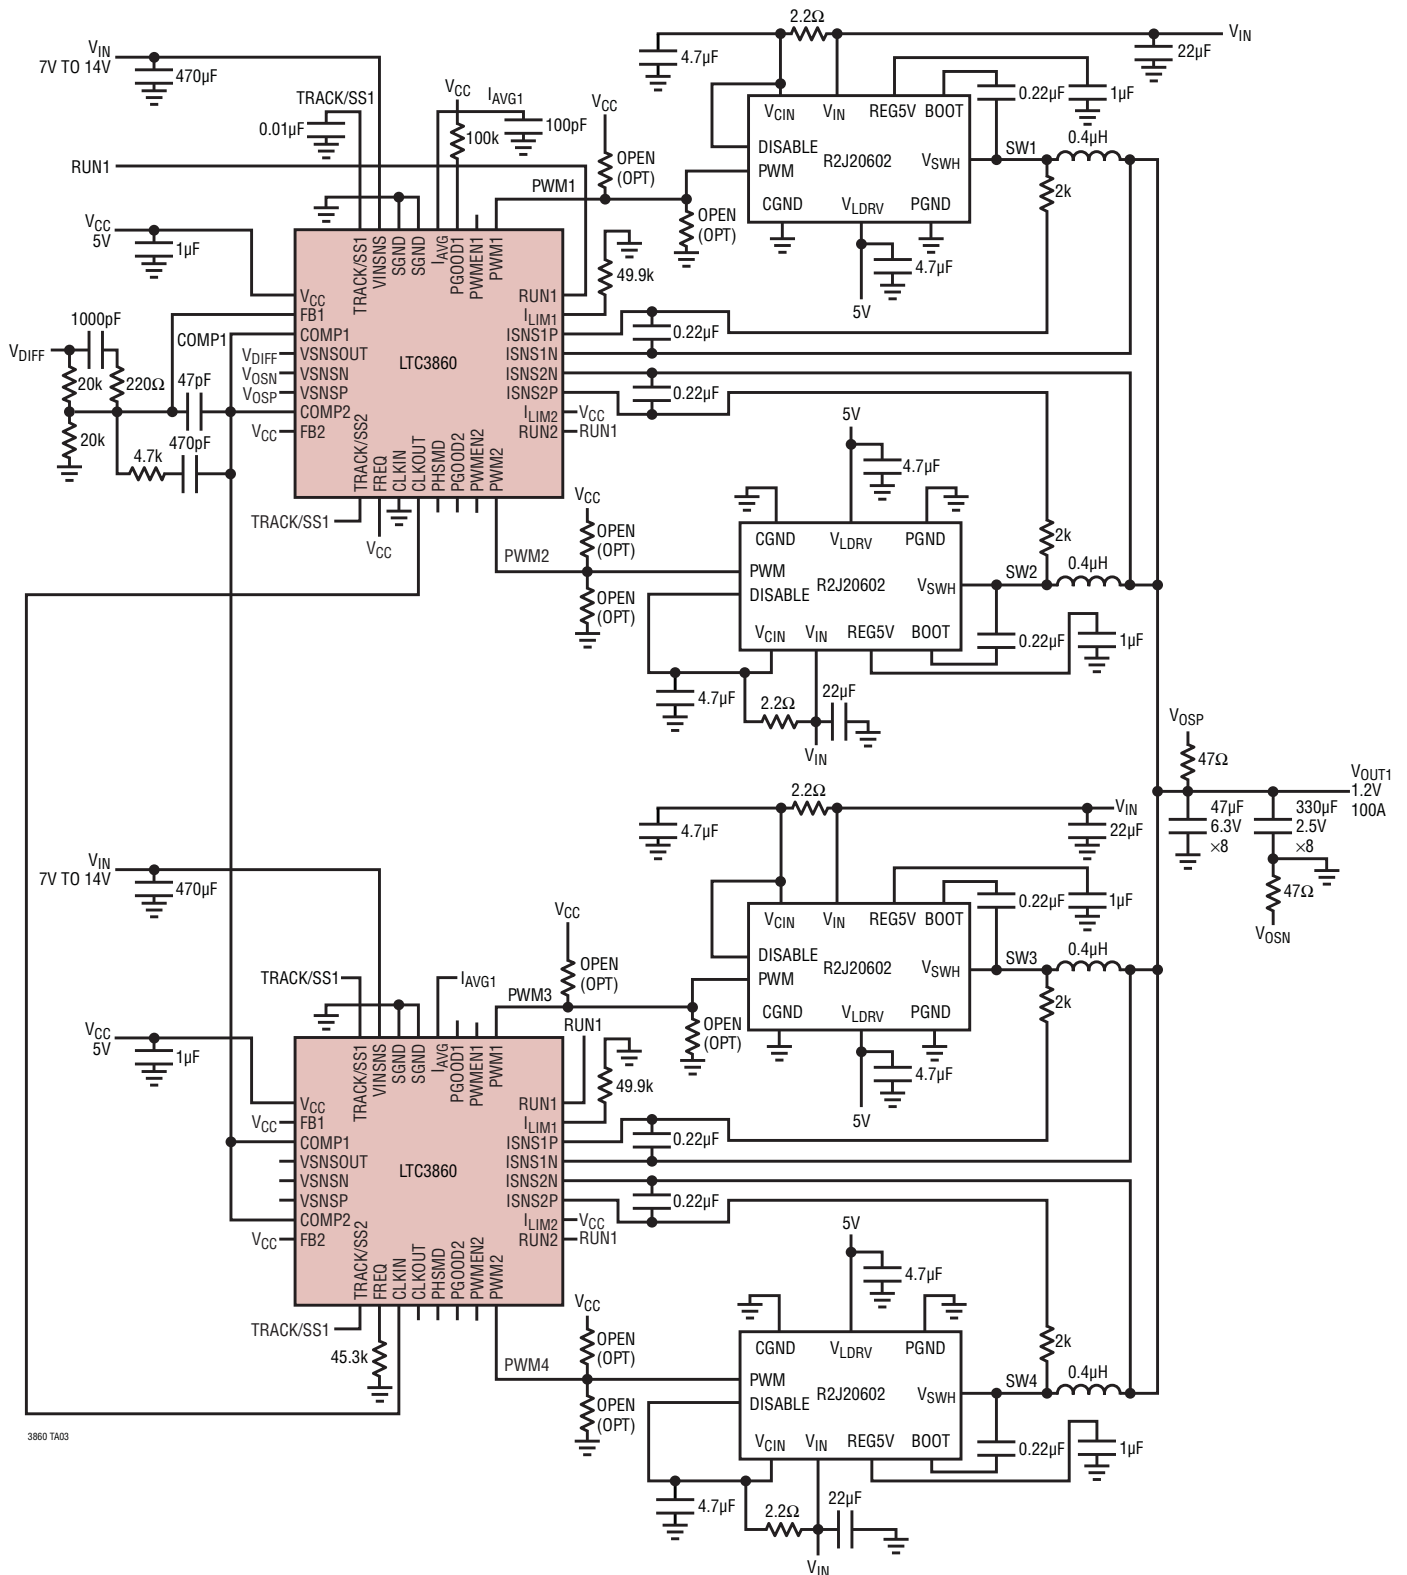 VIN
7V TO 14V
470µF
TRACK/SS1
0.01µF
RUN1
VCC
5V
1µF
VCC
IAVG1
100k
100pF
VCC
OPEN
(OPT)
PWM1
OPEN
(OPT)
TRACK/SS1
VINSNS
SGND
SGND
IAVG
PGOOD1
PWMEN1
PWM1
VCC
FB1
COMP1
VSNSOUT
VSNSN
VSNSP
COMP2
FB2
LTC3860
RUN1
ILIM1
ISNS1P
ISNS1N
ISNS2N
ISNS2P
ILIM2
RUN2
TRACK/SS2
FREQ
CLKIN
CLKOUT
PHSMD
PGOOD2
PWMEN2
PWM2
1000pF
COMP1
VDIFF
VDIFF
VOSN
VOSP
20k
220Ω
47pF
20k
470pF
4.7k
VCC
TRACK/SS1
VCC
49.9k
0.22µF
0.22µF
VCC
RUN1
2.2Ω
VIN
4.7µF
22µF
VCIN
VIN
REG5V
BOOT
DISABLE
PWM
R2J20602
VSWH
CGND
VLDRV
PGND
0.22µF
1µF
SW1
0.4µH
2k
4.7µF
5V
5V
4.7µF
VCC
OPEN
(OPT)
PWM2
OPEN
(OPT)
CGND
VLDRV
PGND
PWM
DISABLE
R2J20602
VSWH
VCIN
VIN
REG5V
BOOT
2k
SW2
0.4µH
0.22µF
1µF
4.7µF
2.2Ω
22µF
VIN
VOSP
47Ω
VOUT1
1.2V
100A
47µF
6.3V
×8
330µF
2.5V
×8
47Ω
VOSN
VIN
7V TO 14V
470µF
TRACK/SS1
IAVG1
VCC
5V
1µF
VCC
OPEN
(OPT)
PWM3
RUN1
OPEN
(OPT)
TRACK/SS1
VINSNS
SGND
SGND
IAVG
PGOOD1
PWMEN1
PWM1
VCC
FB1
COMP1
VSNSOUT
VSNSN
VSNSP
COMP2
FB2
LTC3860
RUN1
ILIM1
ISNS1P
ISNS1N
ISNS2N
ISNS2P
ILIM2
RUN2
TRACK/SS2
FREQ
CLKIN
CLKOUT
PHSMD
PGOOD2
PWMEN2
PWM2
VCC
VCC
TRACK/SS1
45.3k
49.9k
0.22µF
0.22µF
VCC
RUN1
2.2Ω
VIN
4.7µF
22µF
VCIN
VIN
REG5V
BOOT
DISABLE
PWM
R2J20602
VSWH
CGND
VLDRV
PGND
0.22µF
1µF
SW3
0.4µH
2k
4.7µF
5V
5V
4.7µF
VCC
OPEN
(OPT)
PWM4
OPEN
(OPT)
CGND
VLDRV
PGND
PWM
DISABLE
R2J20602
VSWH
VCIN
VIN
REG5V
BOOT
2k
SW4
0.4µH
0.22µF
1µF
4.7µF
2.2Ω
22µF
VIN
3860 TA03